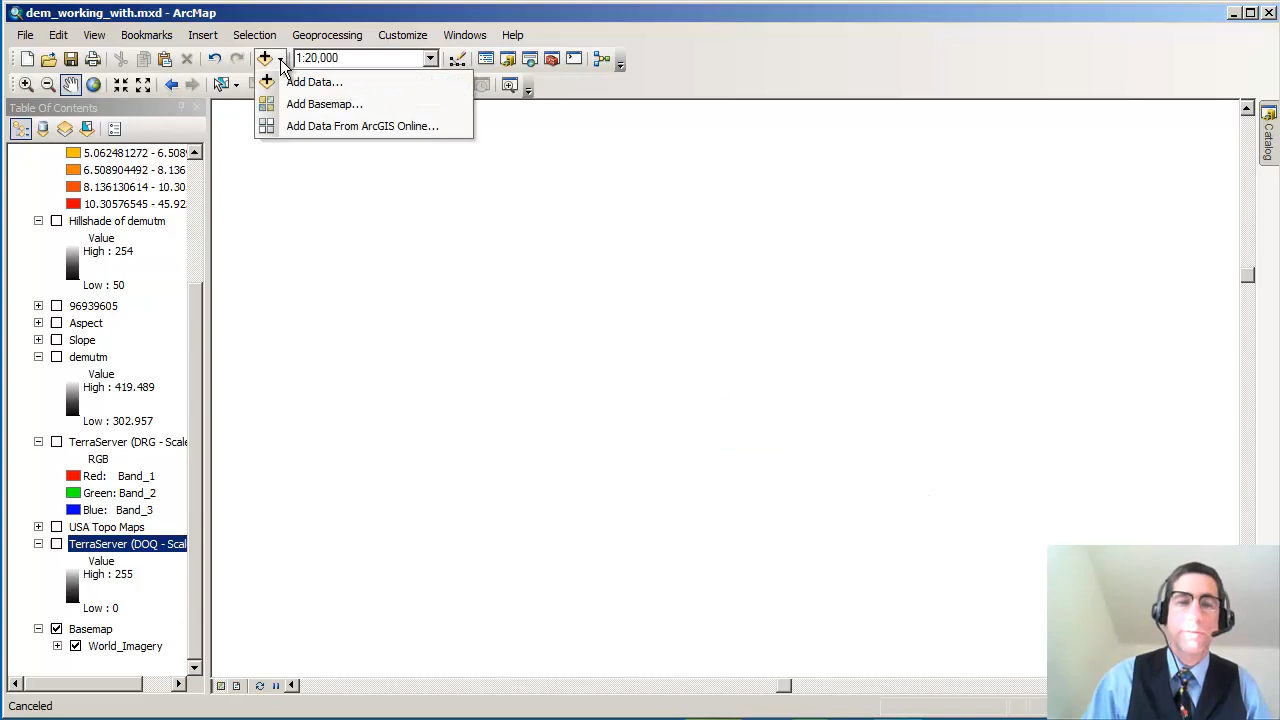 dem_working_with.mxd - ArcMap
File Edit View Bookmarks Insert Selection Geoprocessing Customize Windows Help
1:20,000
Add Data...
Add Basemap...
Add Data From ArcGIS Online...
Table Of Contents
Catalog
5.062481272 - 6.508
6.508904492 - 8.136
8.136130614 - 10.30
10.30576545 - 45.92
Hillshade of demutm
Value
High : 254
Low : 50
96939605
Aspect
Slope
demutm
Value
High : 419.489
Low : 302.957
TerraServer (DRG - Scale
RGB
Red: Band_1
Green: Band_2
Blue: Band_3
USA Topo Maps
TerraServer (DOQ - Scal
Value
High : 255
Low : 0
Basemap
World_Imagery
Canceled